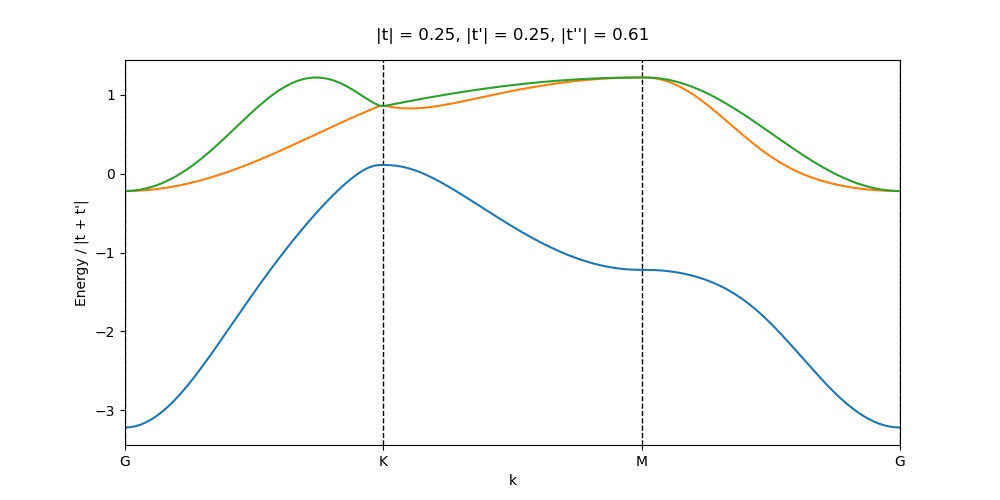 |t| = 0.25, |t'| = 0.25, |t''| = 0.61
Energy / |t + t'|
1
0
−1
−2
−3
G
K
M
G
k